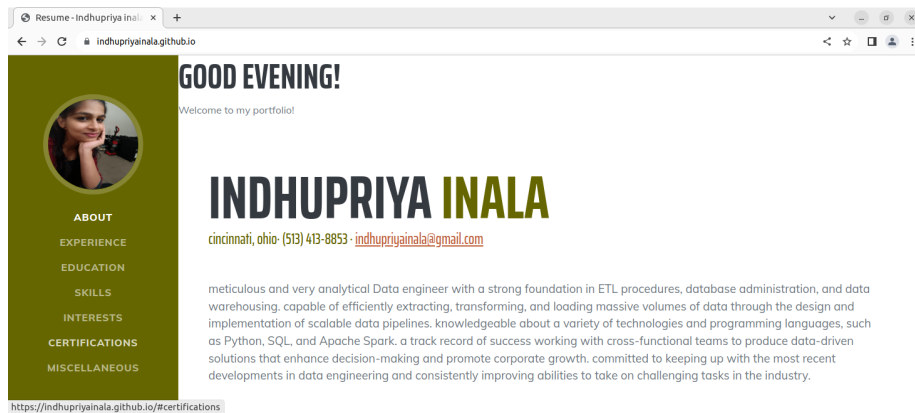 Resume - Indhupriya inala
indhupriyainala.github.io
GOOD EVENING!
Welcome to my portfolio!
INDHUPRIYA INALA
cincinnati, ohio· (513) 413-8853 · indhupriyainala@gmail.com
ABOUT
EXPERIENCE
EDUCATION
SKILLS
INTERESTS
CERTIFICATIONS
MISCELLANEOUS
meticulous and very analytical Data engineer with a strong foundation in ETL procedures, database administration, and data
warehousing. capable of efficiently extracting, transforming, and loading massive volumes of data through the design and
implementation of scalable data pipelines. knowledgeable about a variety of technologies and programming languages, such
as Python, SQL, and Apache Spark. a track record of success working with cross-functional teams to produce data-driven
solutions that enhance decision-making and promote corporate growth. committed to keeping up with the most recent
developments in data engineering and consistently improving abilities to take on challenging tasks in the industry.
https://indhupriyainala.github.io/#certifications